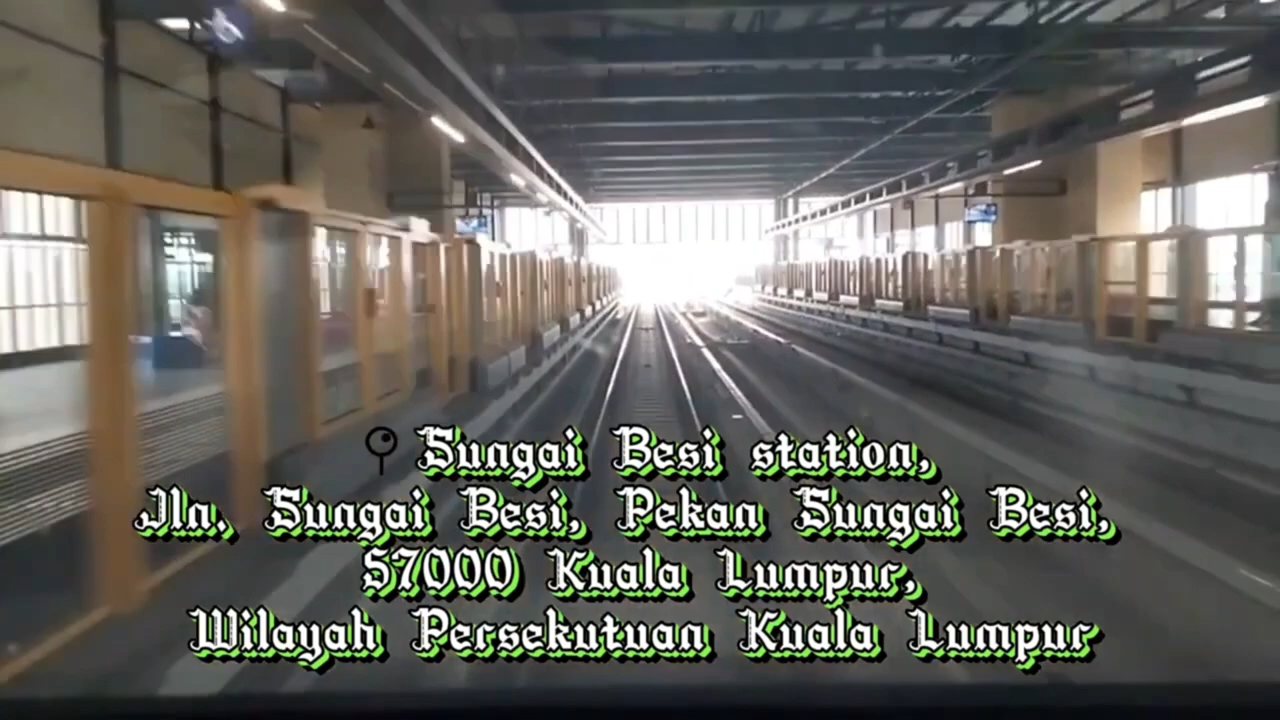 Sungai Besi station,
Jln. Sungai Besi, Pekan Sungai Besi,
57000 Kuala Lumpur,
Wilayah Persekutuan Kuala Lumpur